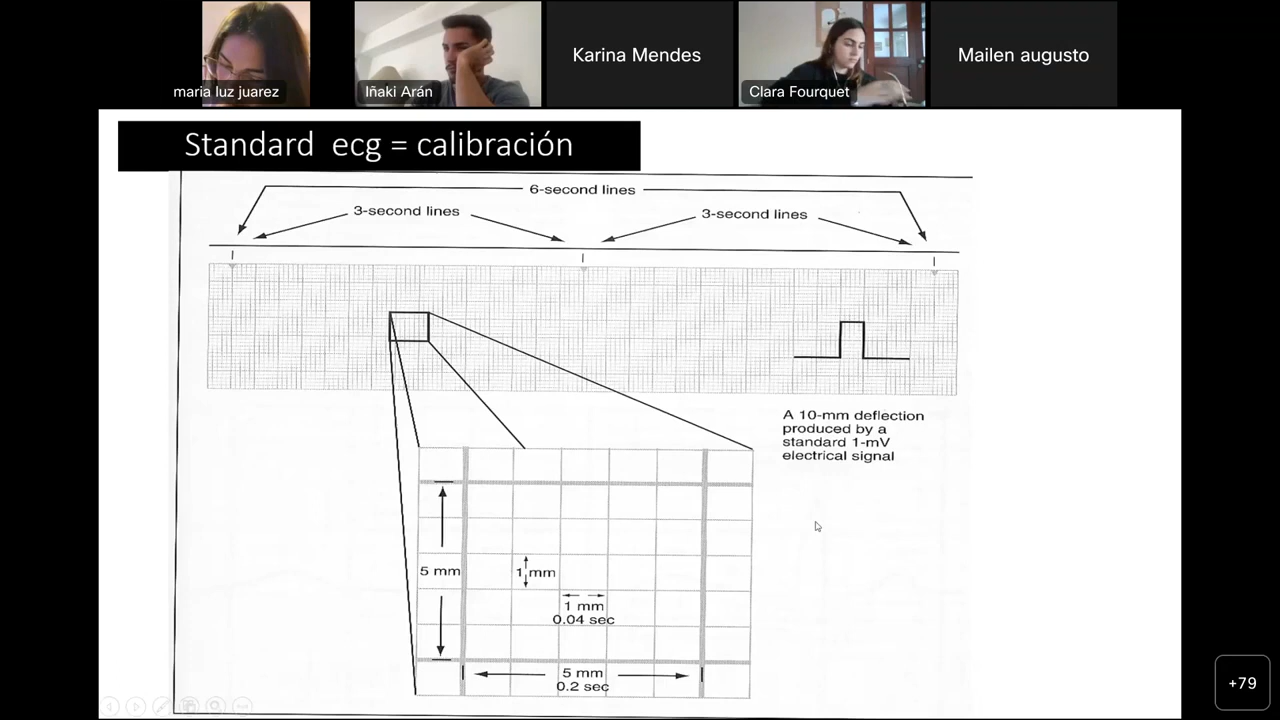 maria luz juarez
Iñaki Arán
Karina Mendes
Clara Fourquet
Mailen augusto
Standard ecg = calibración
6-second lines
3-second lines
3-second lines
A 10-mm deflection
produced by a
standard 1-mV
electrical signal
5 mm
1 mm
1 mm
0.04 sec
5 mm
0.2 sec
+79